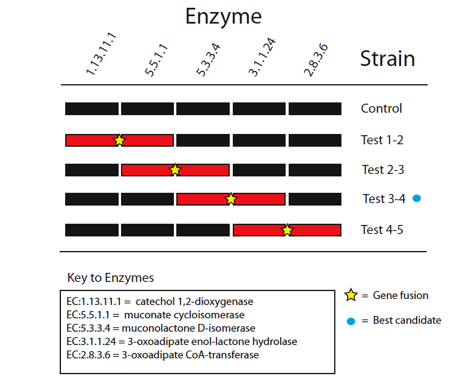 Enzyme
1.13.11.1 5.5.1.1 5.3.3.4 3.1.1.24 2.8.3.6 Strain
Control
Test 1-2
Test 2-3
Test 3-4
Test 4-5
Key to Enzymes
EC:1.13.11.1 = catechol 1,2-dioxygenase
EC:5.5.1.1 = muconate cycloisomerase
EC:5.3.3.4 = muconolactone D-isomerase
EC:3.1.1.24 = 3-oxoadipate enol-lactone hydrolase
EC:2.8.3.6 = 3-oxoadipate CoA-transferase
= Gene fusion
= Best candidate